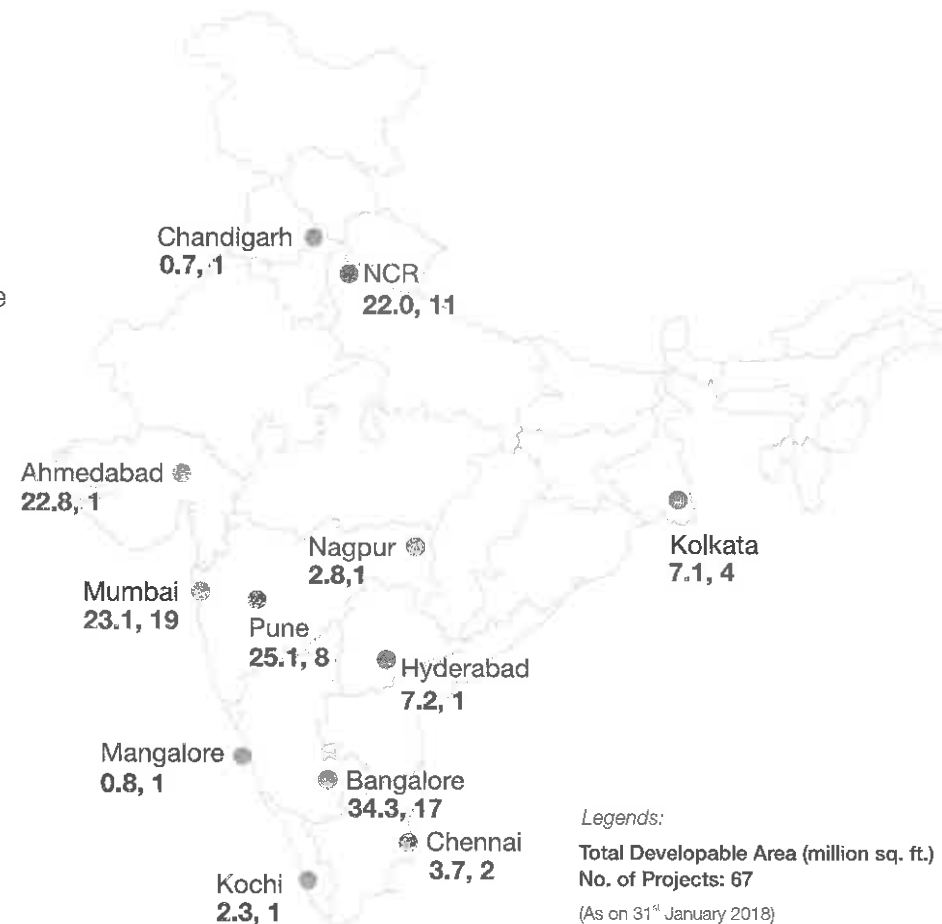 Chandigarh
0.7, 1
NCR
22.0, 11
e
Ahmedabad
22.8, 1
Nagpur
2.8,1
Kolkata
7.1, 4
Mumbai
23.1, 19
Pune
25.1, 8
Hyderabad
7.2, 1
Mangalore
0.8, 1
Bangalore
34.3, 17
Chennai
3.7, 2
Kochi
2.3, 1
Legends:
Total Developable Area (million sq. ft.)
No. of Projects: 67
(As on 31st January 2018)